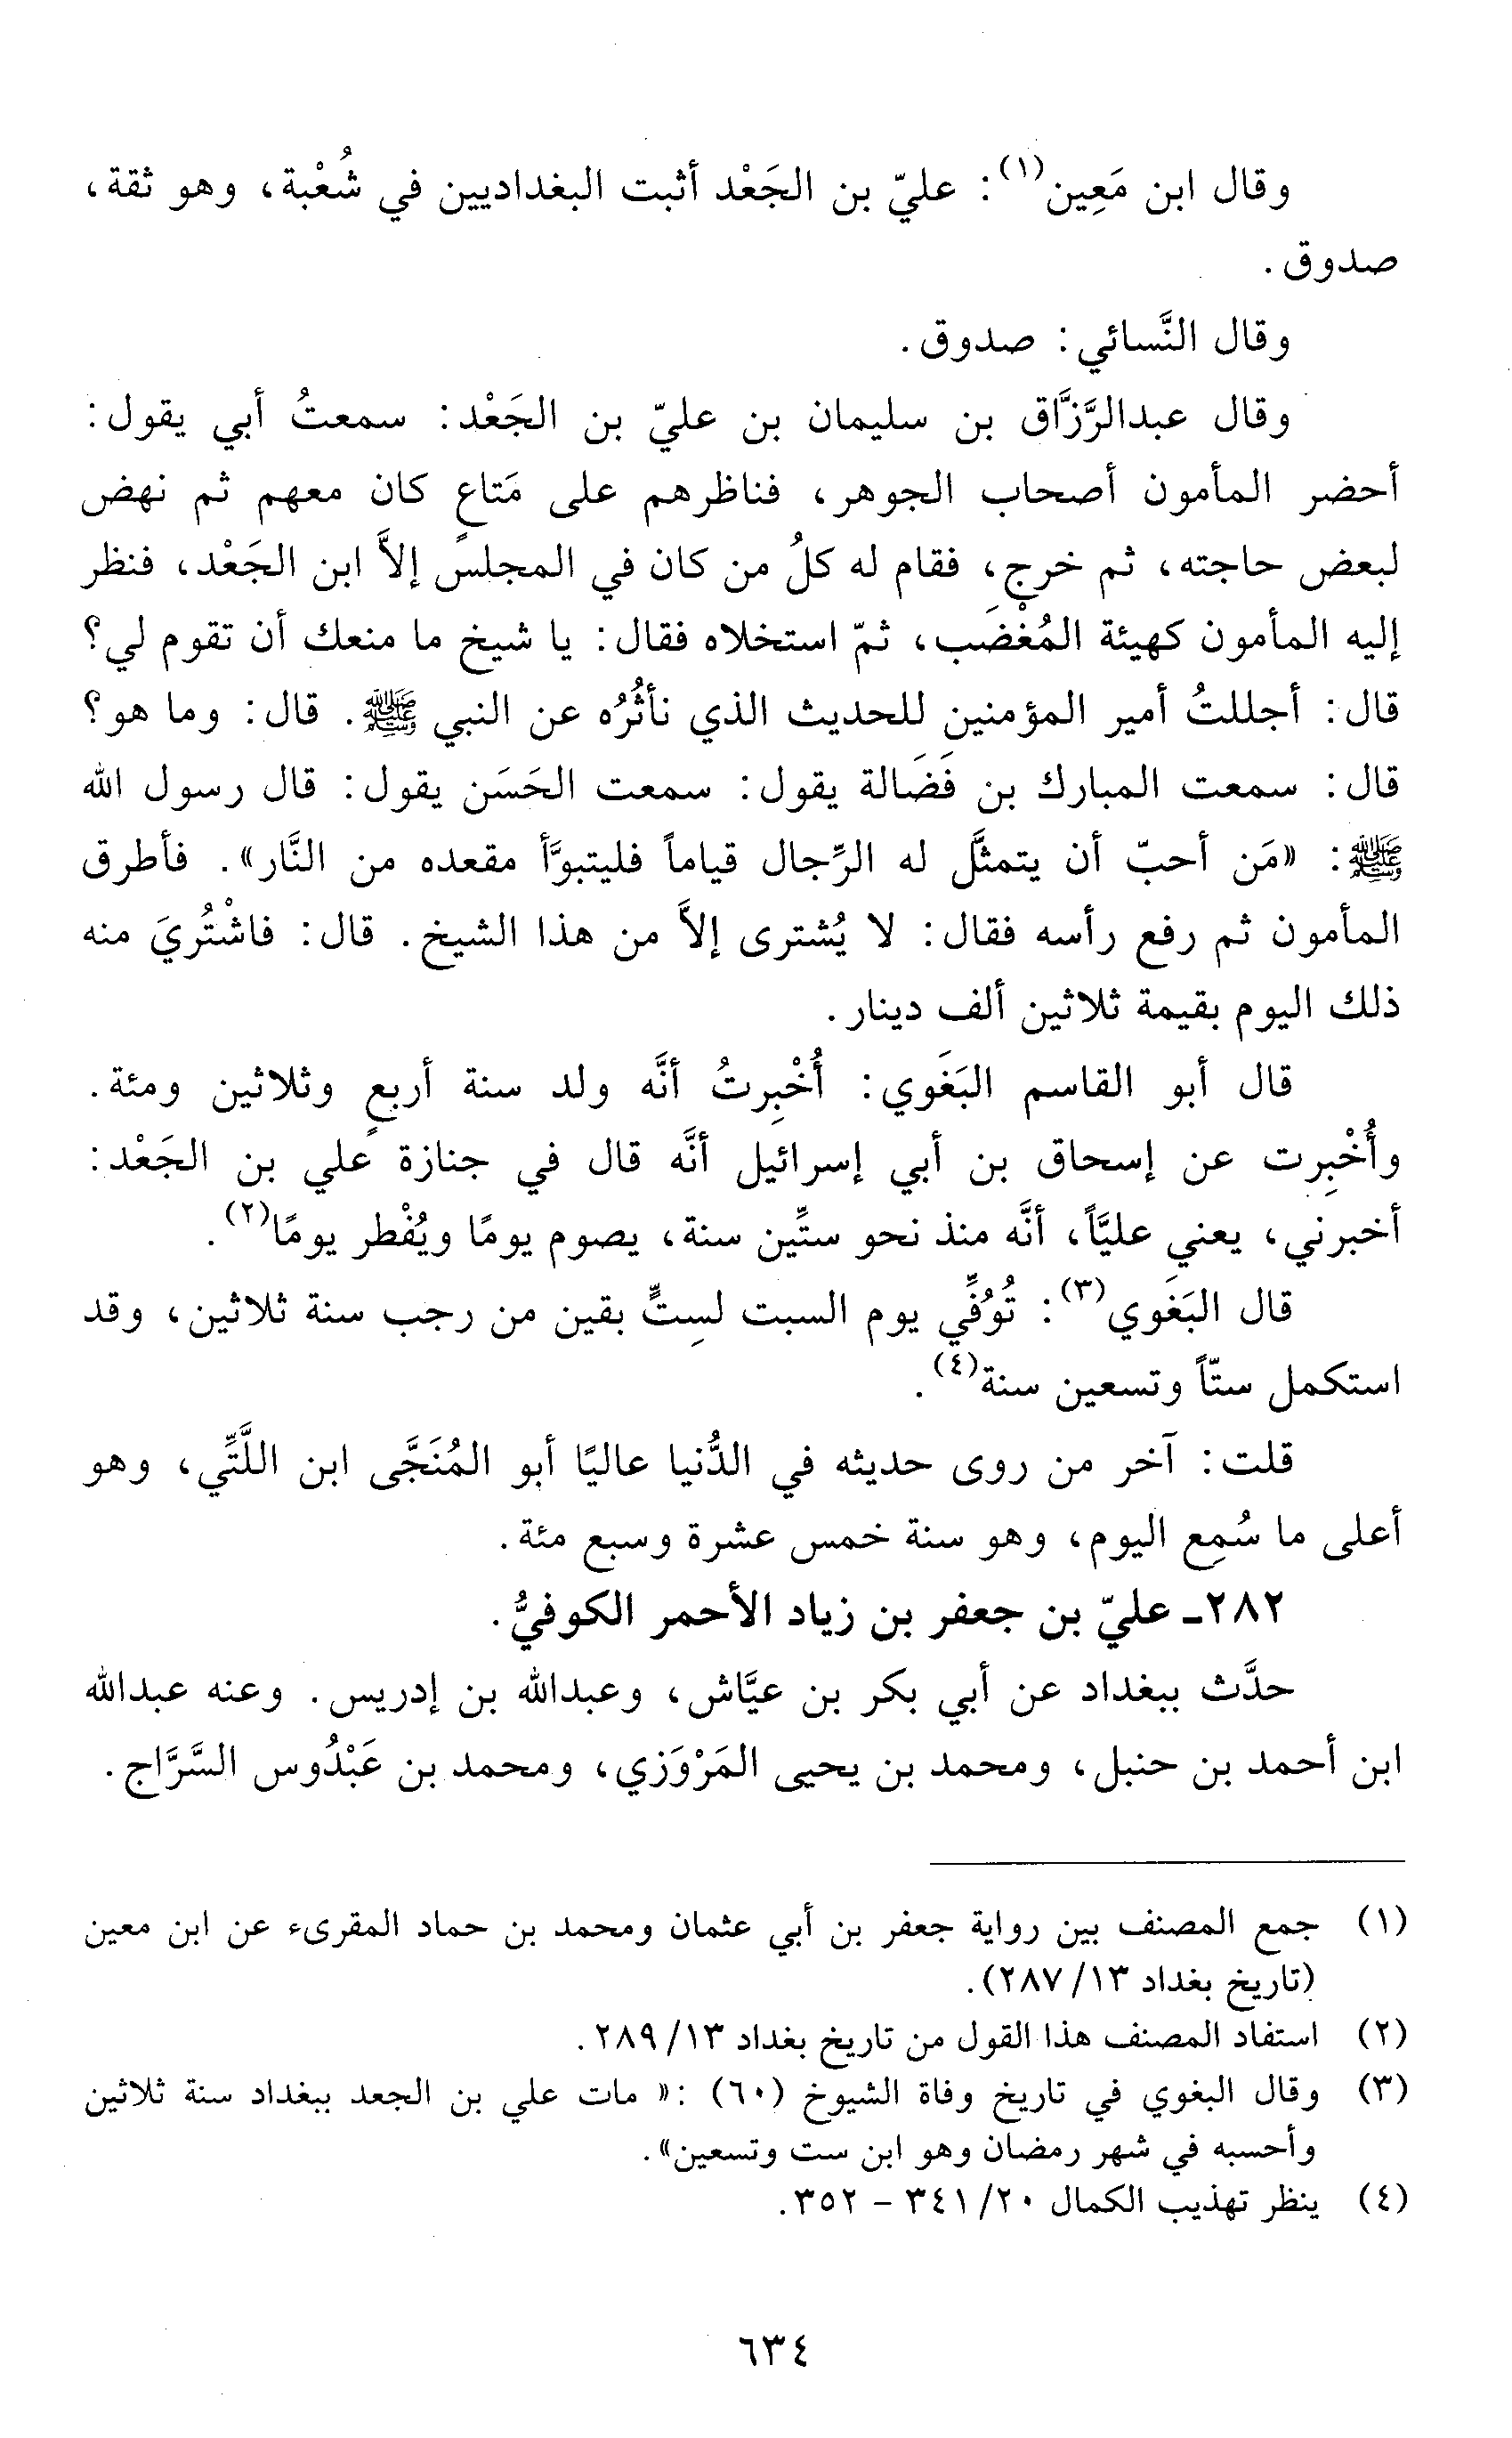 وقال ابن مَعِين(١): عليّ بن الجَعْد أثبت البغداديين في شُعْبة، وهو ثقة،
صدوق.
وقال النَّسائي: صدوق.
وقال عبدالرَّزَّاق بن سليمان بن عليّ بن الجَعْد: سمعتُ أبي يقول:
أحضر المأمون أصحاب الجوهر، فناظرهم على مَتاعٍ كان معهم ثم نهض
لبعض حاجته، ثم خرج، فقام له كلُ من كان في المجلس إلاَّ ابن الجَعْد، فنظر
إليه المأمون كهيئة المُغْضَب، ثمّ استخلاه فقال: يا شيخ ما منعك أن تقوم لي؟
قال: أجللتُ أمير المؤمنين للحديث الذي نأثُرُه عن النبي ﷺ. قال: وما هو؟
قال: سمعت المبارك بن فَضَالة يقول: سمعت الحَسَن يقول: قال رسول الله
ﷺ: «مَن أحبّ أن يتمثَّل له الرِّجال قياماً فليتبوَّأ مقعده من النَّار». فأطرق
المأمون ثم رفع رأسه فقال: لا يُشترى إلاَّ من هذا الشيخ. قال: فاشْتُريَ منه
ذلك اليوم بقيمة ثلاثين ألف دينار.
قال أبو القاسم البَغَوي: أُخْبِرتُ أنَّه ولد سنة أربعٍ وثلاثين ومئة.
وأُخْبِرت عن إسحاق بن أبي إسرائيل أنَّه قال في جنازة علي بن الجَعْد:
أخبرني، يعني عليَّاً، أنَّه منذ نحو ستِّين سنة، يصوم يومًا ويُفْطر يومًا(٢).
قال البَغَوي(٣): تُوُفِّي يوم السبت لسِتٍّ بقين من رجب سنة ثلاثين، وقد
استكمل ستّاً وتسعين سنة(٤).
قلت: آخر من روى حديثه في الدُّنيا عاليًا أبو المُنَجَّى ابن اللَّتِّي، وهو
أعلى ما سُمِع اليوم، وهو سنة خمس عشرة وسبع مئة.
٢٨٢- عليّ بن جعفر بن زياد الأحمر الكوفيُّ.
حدَّث ببغداد عن أبي بكر بن عيَّاش، وعبدالله بن إدريس. وعنه عبدالله
ابن أحمد بن حنبل، ومحمد بن يحيى المَرْوَزي، ومحمد بن عَبْدُوس السَّرَّاج.
(١) جمع المصنف بين رواية جعفر بن أبي عثمان ومحمد بن حماد المقرىء عن ابن معين
(تاريخ بغداد ١٣/ ٢٨٧).
(٢) استفاد المصنف هذا القول من تاريخ بغداد ١٣/ ٢٨٩.
(٣) وقال البغوي في تاريخ وفاة الشيوخ (٦٠) :« مات علي بن الجعد ببغداد سنة ثلاثين
وأحسبه في شهر رمضان وهو ابن ست وتسعين».
(٤) ينظر تهذيب الكمال ٢٠/ ٣٤١ - ٣٥٢.
٦٣٤